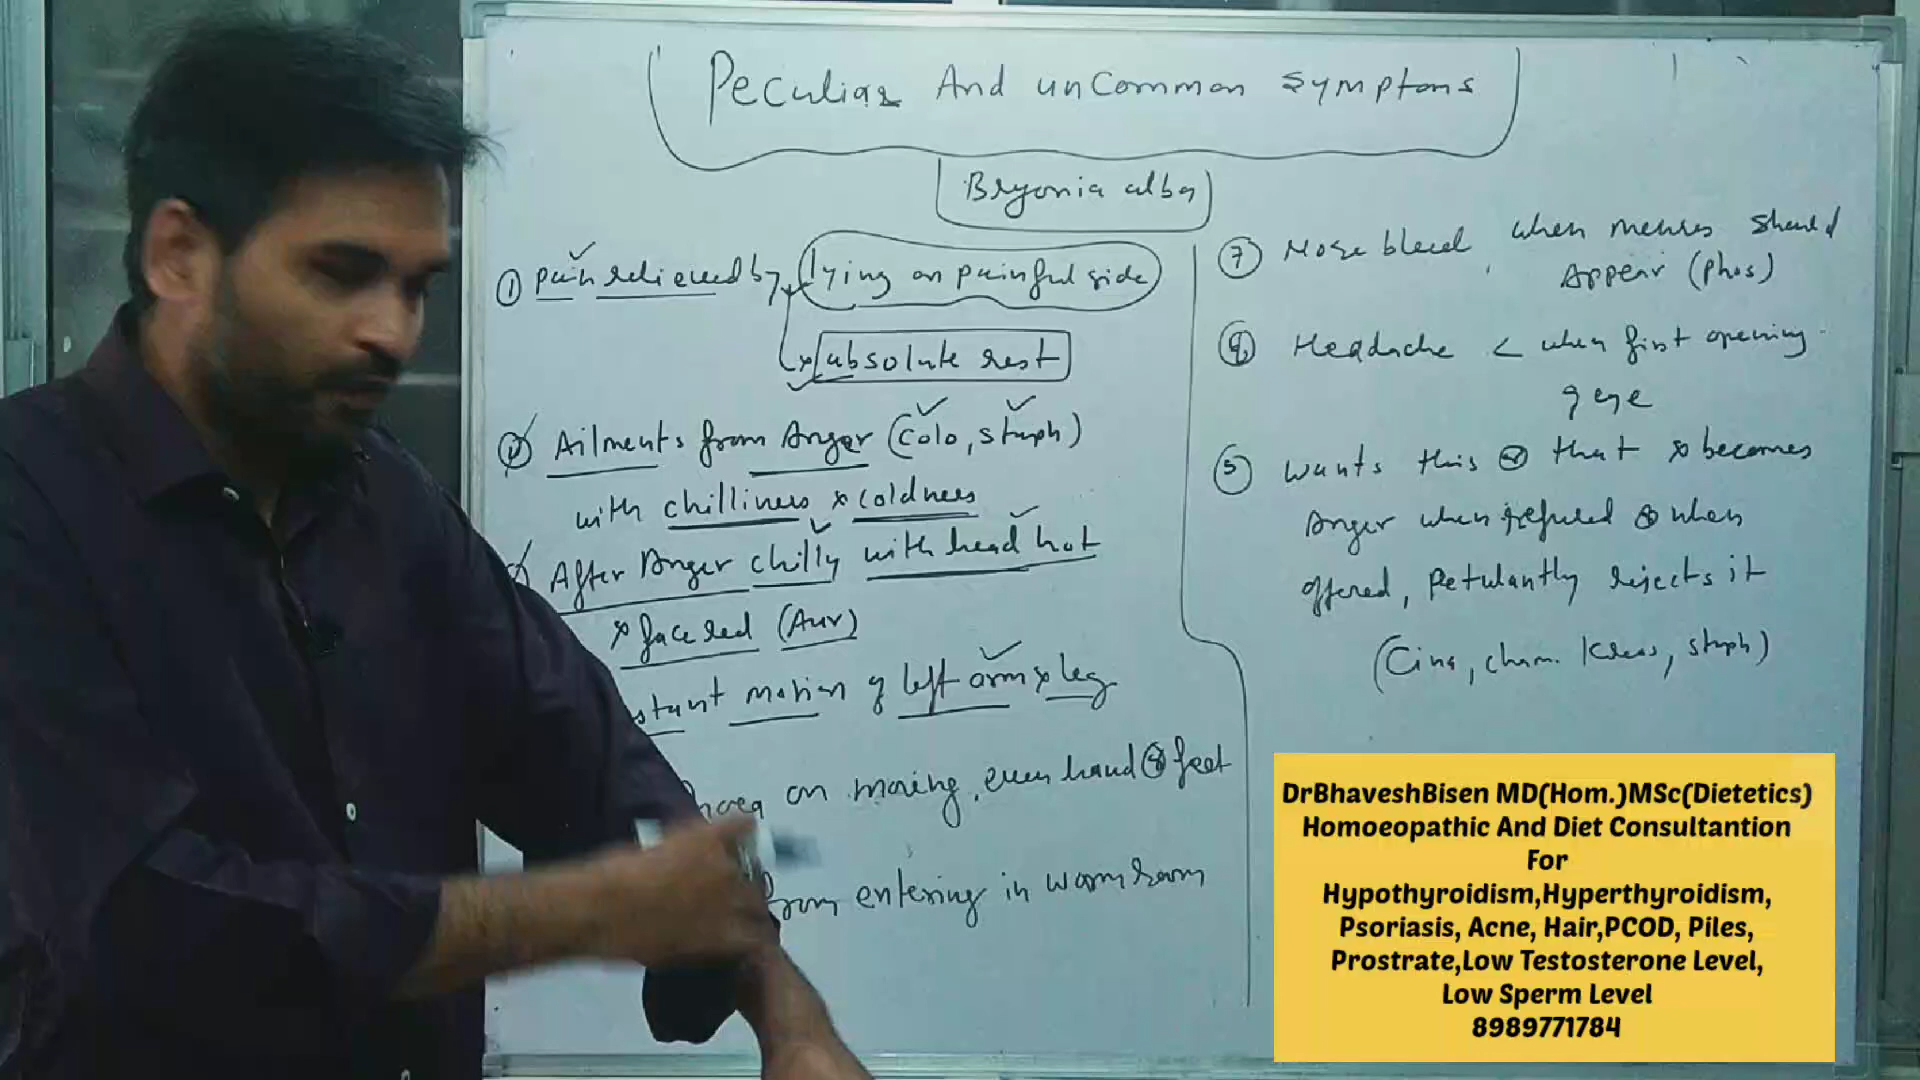 Peculiar And unCommon symptoms
Bryonia alba
① Pain relieved by lying on painful side
absolute rest
Ailments from Anger (Colo, staph)
with chilliness & coldness
After Anger chilly with head hot
& face red (Aur)
motion of left arm & leg
on moving, even hand or feet
from entering in warm room
⑦ Nose bleed, when menses should
Appear (Phos)
Headache < when first opening
of eye
⑤ wants this or that & becomes
Anger when refused or when
offered, Petulantly rejects it
(Cina, cham. Kreos, staph)
DrBhaveshBisen MD(Hom.)MSc(Dietetics)
Homoeopathic And Diet Consultantion
For
Hypothyroidism,Hyperthyroidism,
Psoriasis, Acne, Hair,PCOD, Piles,
Prostrate,Low Testosterone Level,
Low Sperm Level
8989771784